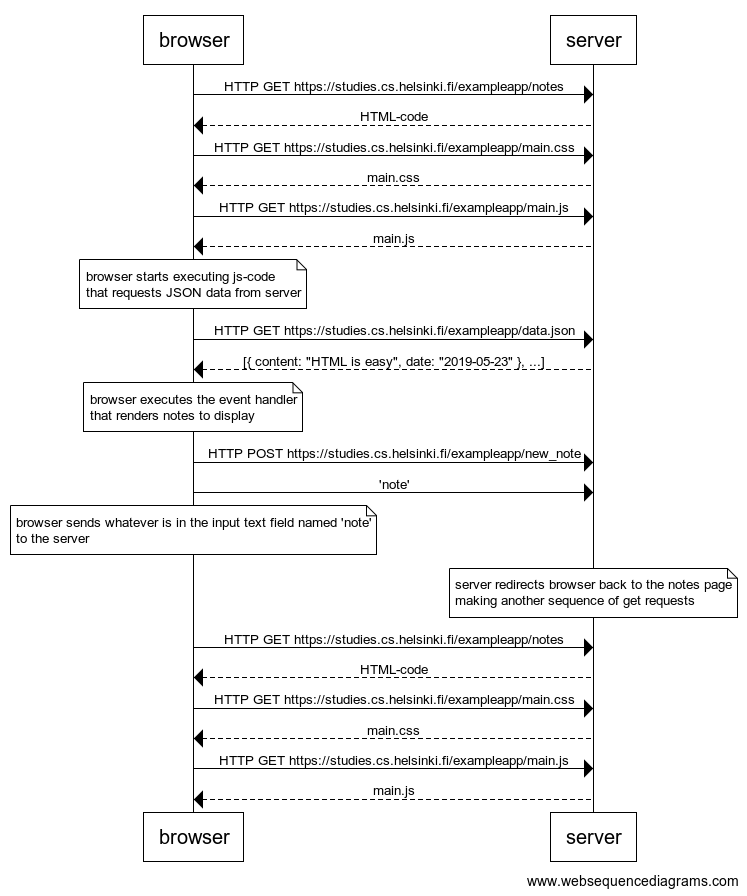 browser server
HTTP GET https://studies.cs.helsinki.fi/exampleapp/notes
HTML-code
HTTP GET https://studies.cs.helsinki.fi/exampleapp/main.css
main.css
HTTP GET https://studies.cs.helsinki.fi/exampleapp/main.js
main.js
browser starts executing js-code
that requests JSON data from server
HTTP GET https://studies.cs.helsinki.fi/exampleapp/data.json
[{ content: "HTML is easy", date: "2019-05-23" }, ...]
browser executes the event handler
that renders notes to display
HTTP POST https://studies.cs.helsinki.fi/exampleapp/new_note
'note'
browser sends whatever is in the input text field named 'note'
to the server
server redirects browser back to the notes page
making another sequence of get requests
HTTP GET https://studies.cs.helsinki.fi/exampleapp/notes
HTML-code
HTTP GET https://studies.cs.helsinki.fi/exampleapp/main.css
main.css
HTTP GET https://studies.cs.helsinki.fi/exampleapp/main.js
main.js
browser server
www.websequencediagrams.com